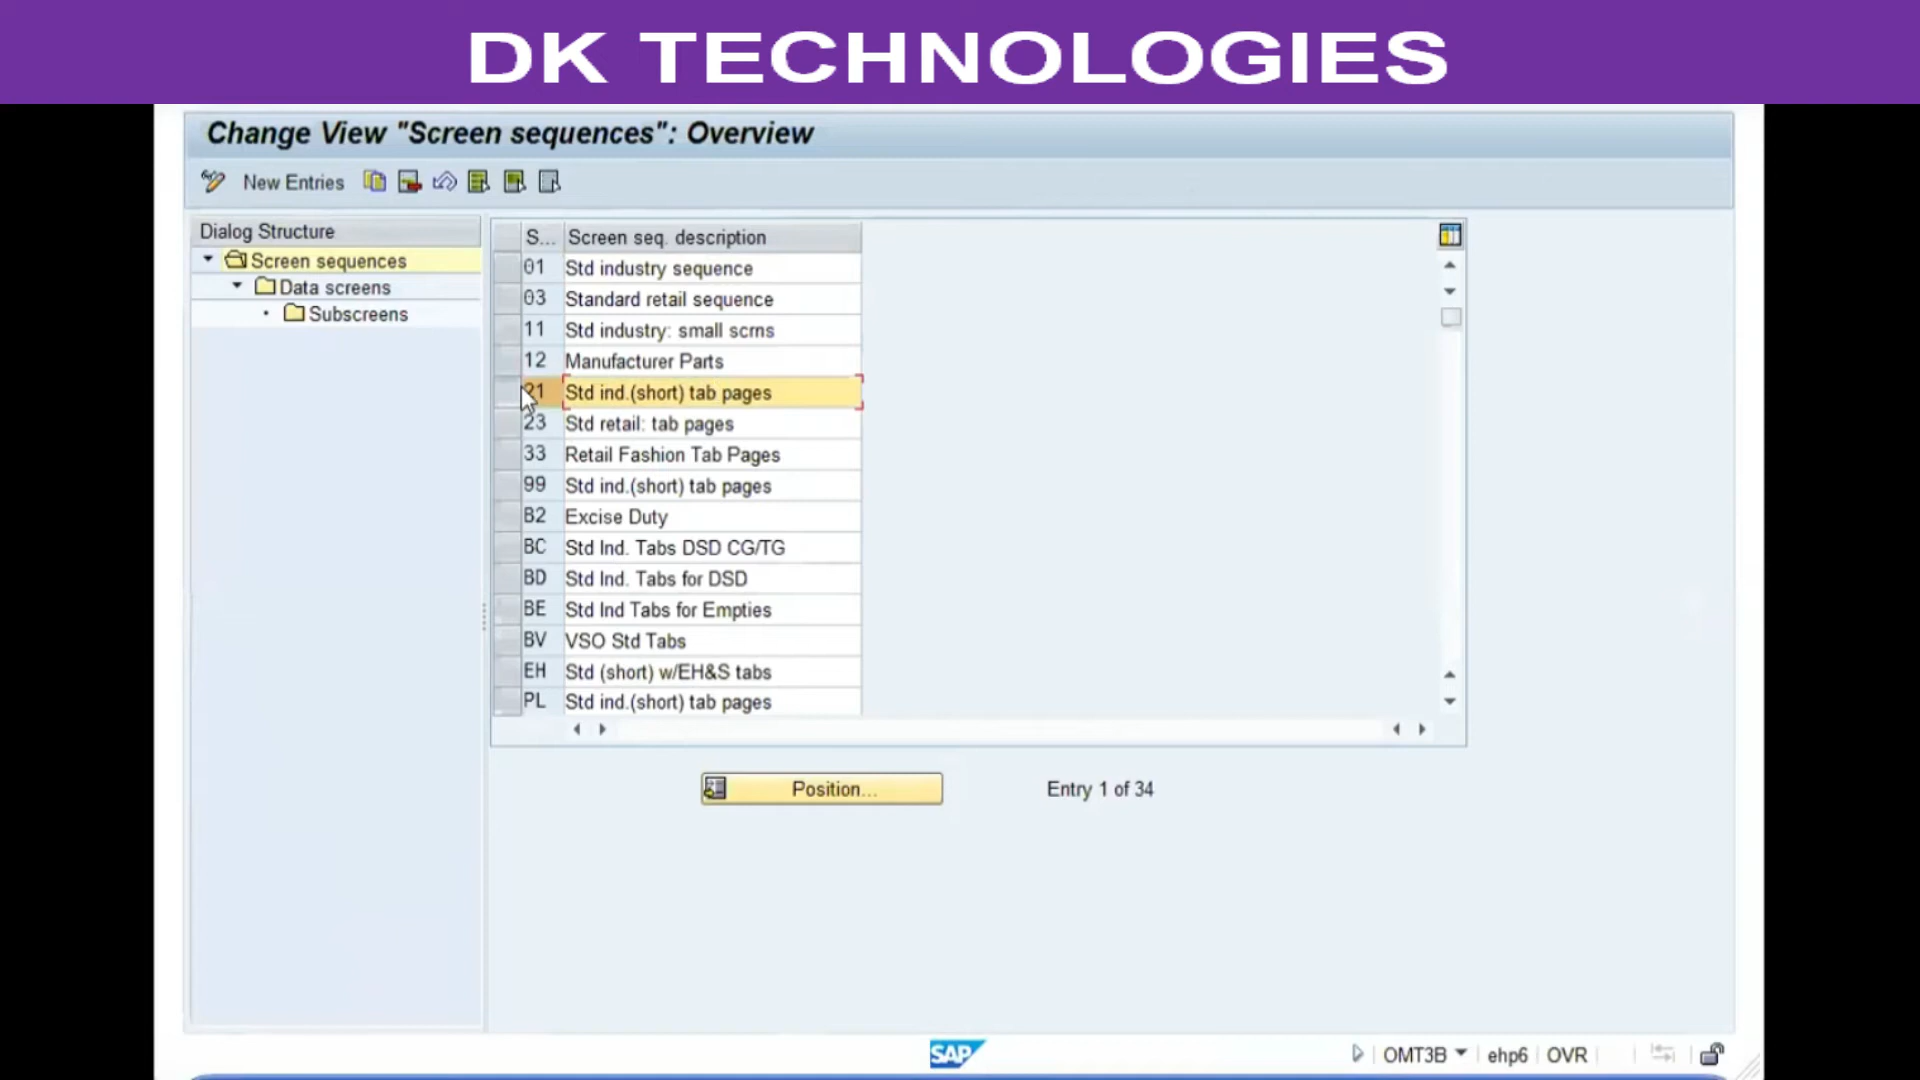 DK TECHNOLOGIES
Change View "Screen sequences": Overview
New Entries
Dialog Structure
Screen sequences
Data screens
Subscreens
S... Screen seq. description
01 Std industry sequence
03 Standard retail sequence
11 Std industry: small scrns
12 Manufacturer Parts
21 Std ind.(short) tab pages
23 Std retail: tab pages
33 Retail Fashion Tab Pages
99 Std ind.(short) tab pages
B2 Excise Duty
BC Std Ind. Tabs DSD CG/TG
BD Std Ind. Tabs for DSD
BE Std Ind Tabs for Empties
BV VSO Std Tabs
EH Std (short) w/EH&S tabs
PL Std ind.(short) tab pages
Position... Entry 1 of 34
SAP OMT3B ehp6 OVR